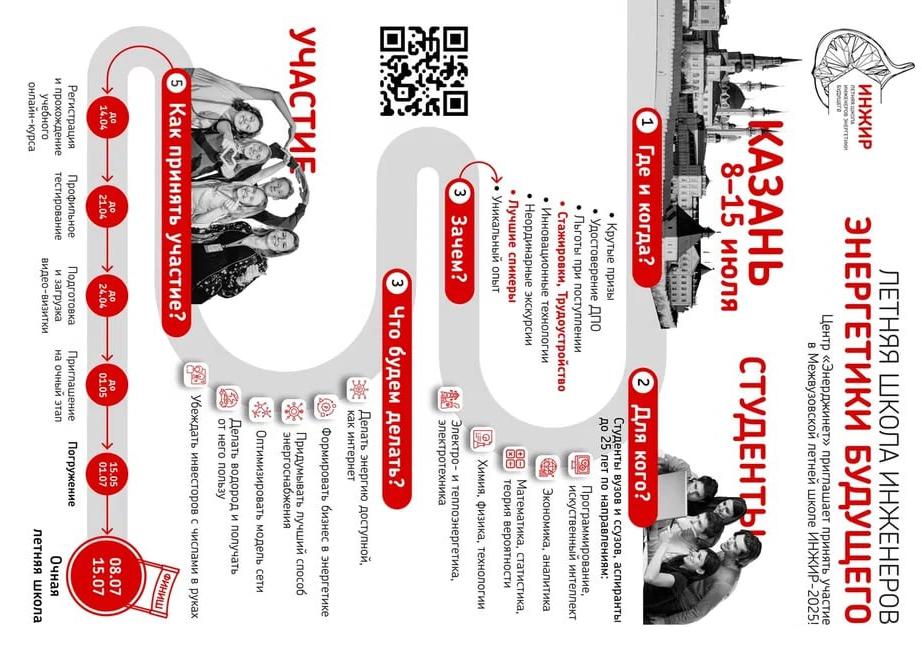 ИНЖИР
ЛЕТНЯЯ ШКОЛА
ИНЖЕНЕРОВ ЭНЕРГЕТИКИ
БУДУЩЕГО
ЛЕТНЯЯ ШКОЛА ИНЖЕНЕРОВ
ЭНЕРГЕТИКИ БУДУЩЕГО
Центр «Энерджинет» приглашает принять участие
в Межвузовской летней школе ИНЖИР-2025!
КАЗАНЬ
8–15 июля
1 Где и когда?
СТУДЕНТЫ
2 Для кого?
Студенты вузов и ссузов, аспиранты
до 25 лет по направлениям:
Программирование,
искуственный интеллект
Экономика, аналитика
Математика, статистика,
теория вероятности
Химия, физика, технологии
Электро- и теплоэнергетика,
электротехника
• Крутые призы
• Удостоверение ДПО
• Льготы при поступлении
• Стажировки, Трудоустройство
• Инновационные технологии
• Неординарные экскурсии
• Лучшие спикеры
• Уникальный опыт
3 Зачем?
3 Что будем делать?
Делать энергию доступной,
как интернет
Формировать бизнес в энергетике
Придумывать лучший способ
энергоснабжения
Оптимизировать модель сети
Делать водород и получать
от него пользу
Убеждать инвесторов с числами в руках
УЧАСТИЕ
5 Как принять участие?
до
14.04
Регистрация
и прохождение
учебного
онлайн-курса
до
21.04
Профильное
тестирование
до
24.04
Подготовка
и загрузка
видео-визитки
до
01.05
Приглашение
на очный этап
15.05
01.07
Погружение
ФИНИШ
08.07
15.07
Очная
летняя школа